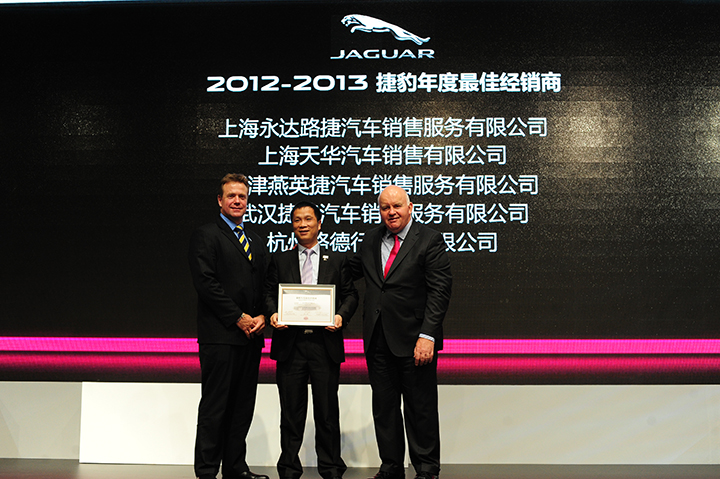 JAGUAR
2012-2013 捷豹年度最佳经销商
上海永达路捷汽车销售服务有限公司
上海天华汽车销售有限公司
津燕英捷汽车销售服务有限公司
武汉捷 汽车销售服务有限公司
杭州 德 有限公司